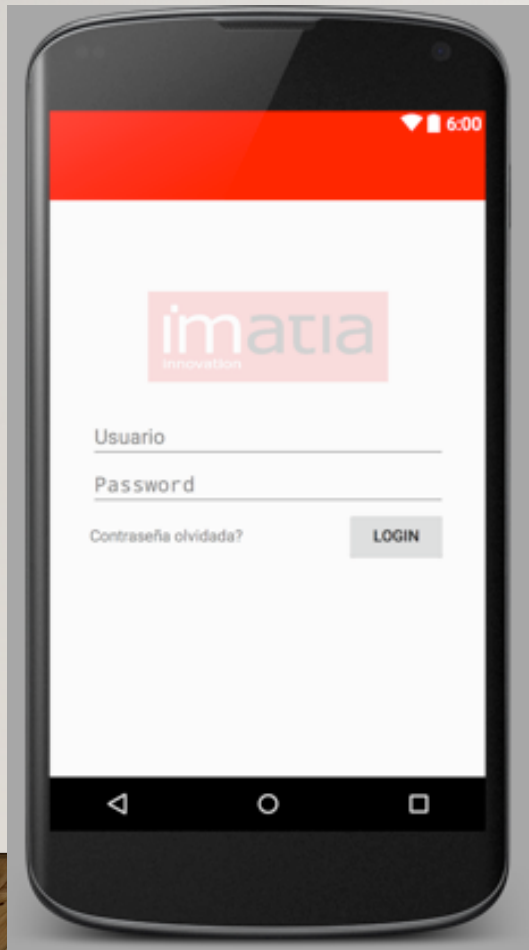 6:00
imatia
innovation
Usuario
Password
Contraseña olvidada?
LOGIN